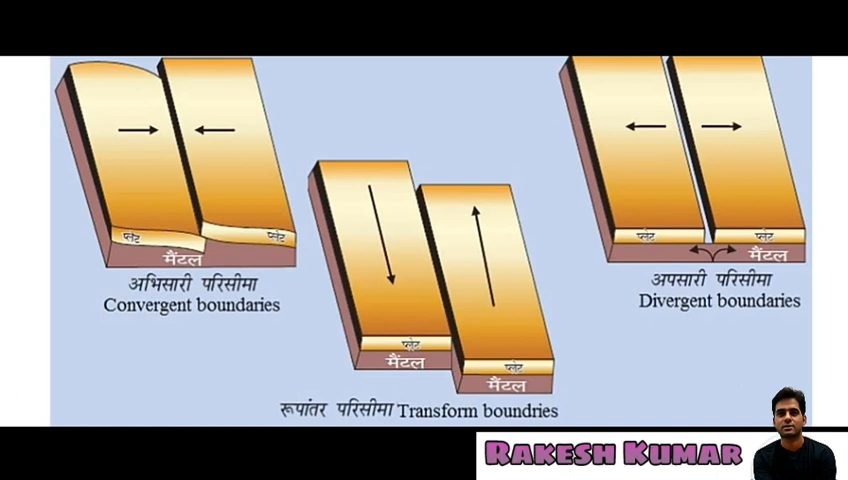 प्लेट प्लेट
मैंटल
अभिसारी परिसीमा
Convergent boundaries
प्लेट
मैंटल
प्लेट
मैंटल
रूपांतर परिसीमा Transform boundries
प्लेट प्लेट
मैंटल
अपसारी परिसीमा
Divergent boundaries
RAKESH KUMAR